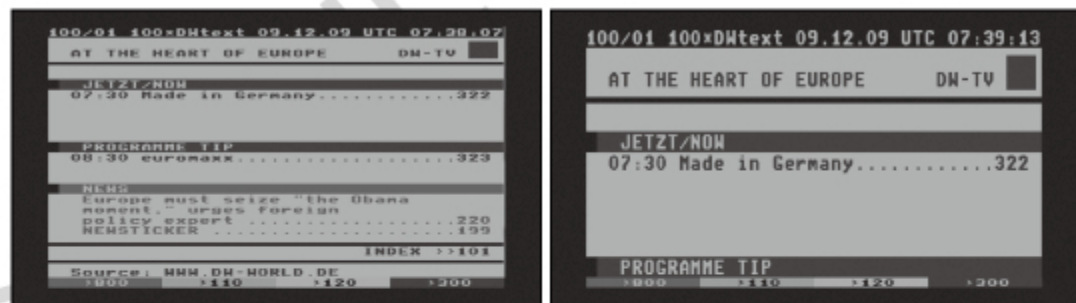 100/01 100×DWtext 09.12.09 UTC 07:38:07
AT THE HEART OF EUROPE DW-TV
JETZT/NOW
07:30 Made in Germany............322
PROGRAMME TIP
08:30 euromaxx...................323
NEWS
Europe must seize "the Obama
moment," urges foreign
policy expert ...................220
NEWSTICKER ......................199
INDEX >>101
Source: WWW.DW-WORLD.DE
>800 >110 >120 >300
100/01 100×DWtext 09.12.09 UTC 07:39:13
AT THE HEART OF EUROPE DW-TV
JETZT/NOW
07:30 Made in Germany............322
PROGRAMME TIP
>800 >110 >120 >300